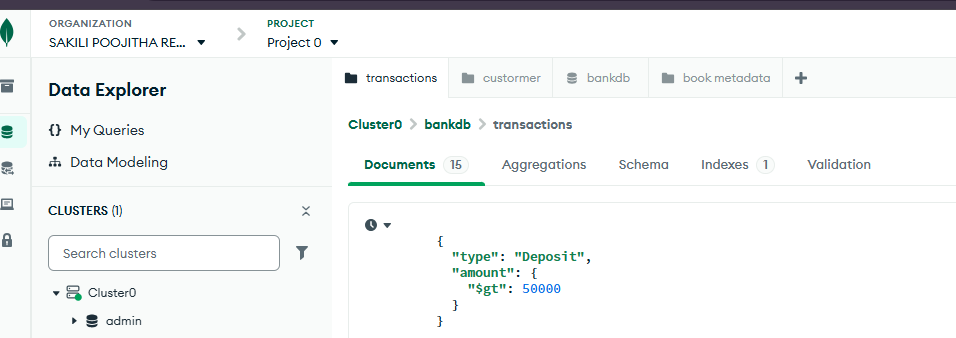 ORGANIZATION
SAKILI POOJITHA RE...
PROJECT
Project 0
Data Explorer
{} My Queries
Data Modeling
CLUSTERS (1)
Search clusters
Cluster0
admin
transactions
custormer
bankdb
book metadata
+
Cluster0 > bankdb > transactions
Documents 15 Aggregations Schema Indexes 1 Validation
{
"type": "Deposit",
"amount": {
"$gt": 50000
}
}